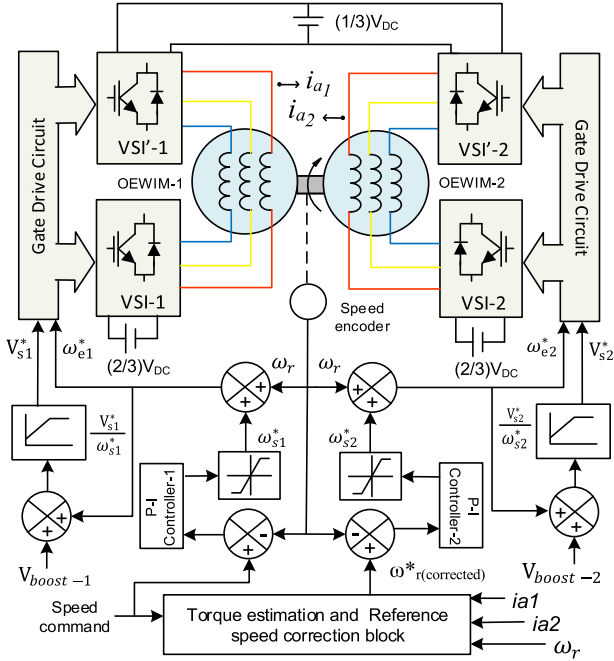 (1/3)V_DC
Gate Drive Circuit
VSI'-1
i_a1
i_a2
VSI'-2
Gate Drive Circuit
OEWIM-1
OEWIM-2
VSI-1
VSI-2
Speed
encoder
V*_s1
ω*_e1
(2/3)V_DC
(2/3)V_DC
ω*_e2
V*_s2
ω_r
ω_r
V*_s1
ω*_s1
ω*_s1
ω*_s2
V*_s2
ω*_s2
+
+
+
+
P-I
Controller-1
P-I
Controller-2
+
+
-
+
-
+
+
+
V_boost-1
V_boost-2
ω*_r(corrected)
Speed
command
Torque estimation and Reference
speed correction block
ia1
ia2
ω_r